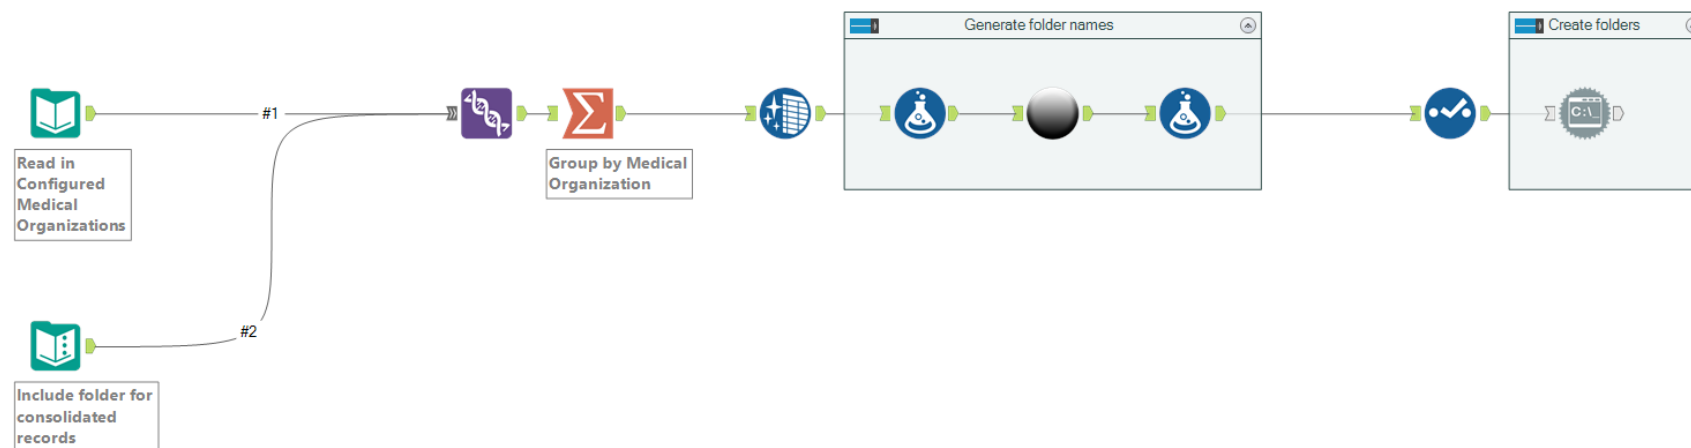 Generate folder names
Create folders
#1
C:\_
Read in
Configured
Medical
Organizations
Group by Medical
Organization
#2
Include folder for
consolidated
records